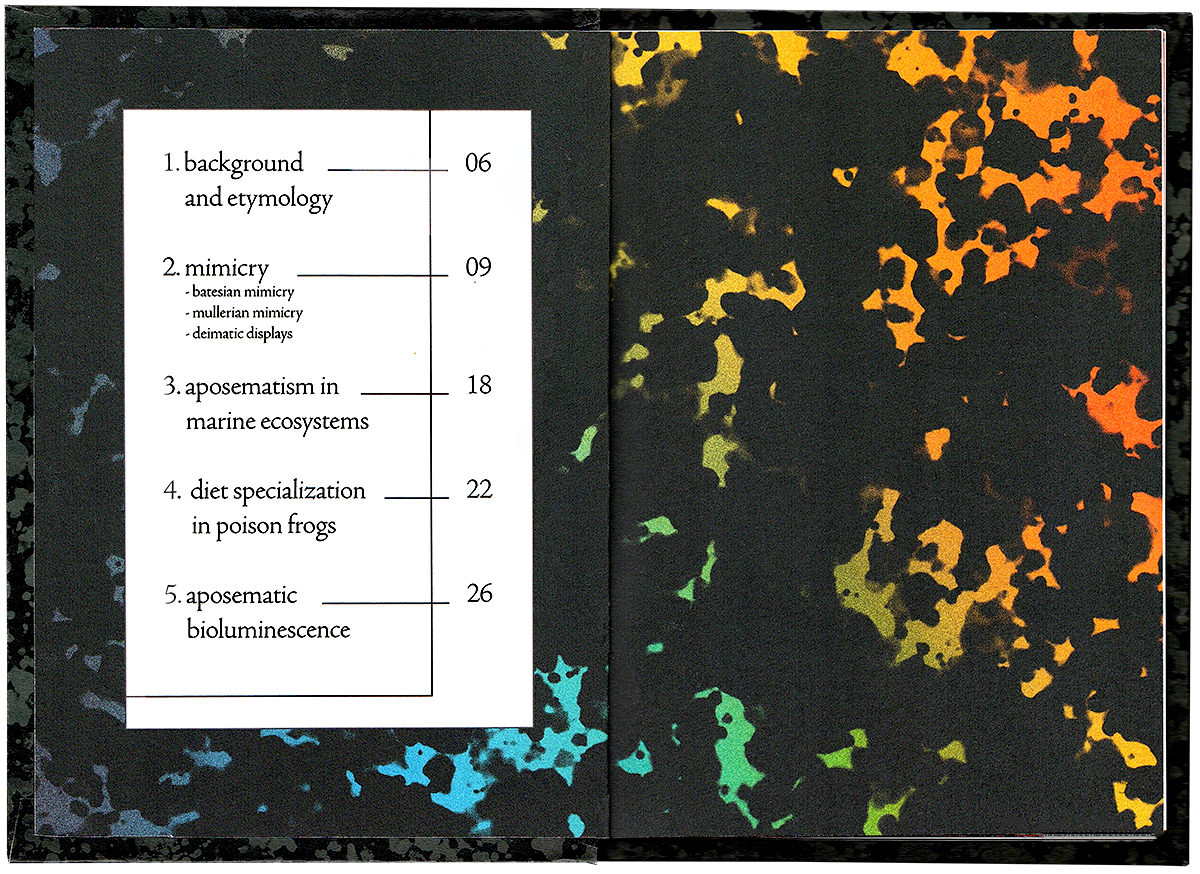 1. background 06
and etymology
2. mimicry 09
- batesian mimicry
- mullerian mimicry
- deimatic displays
3. aposematism in 18
marine ecosystems
4. diet specialization 22
in poison frogs
5. aposematic 26
bioluminescence